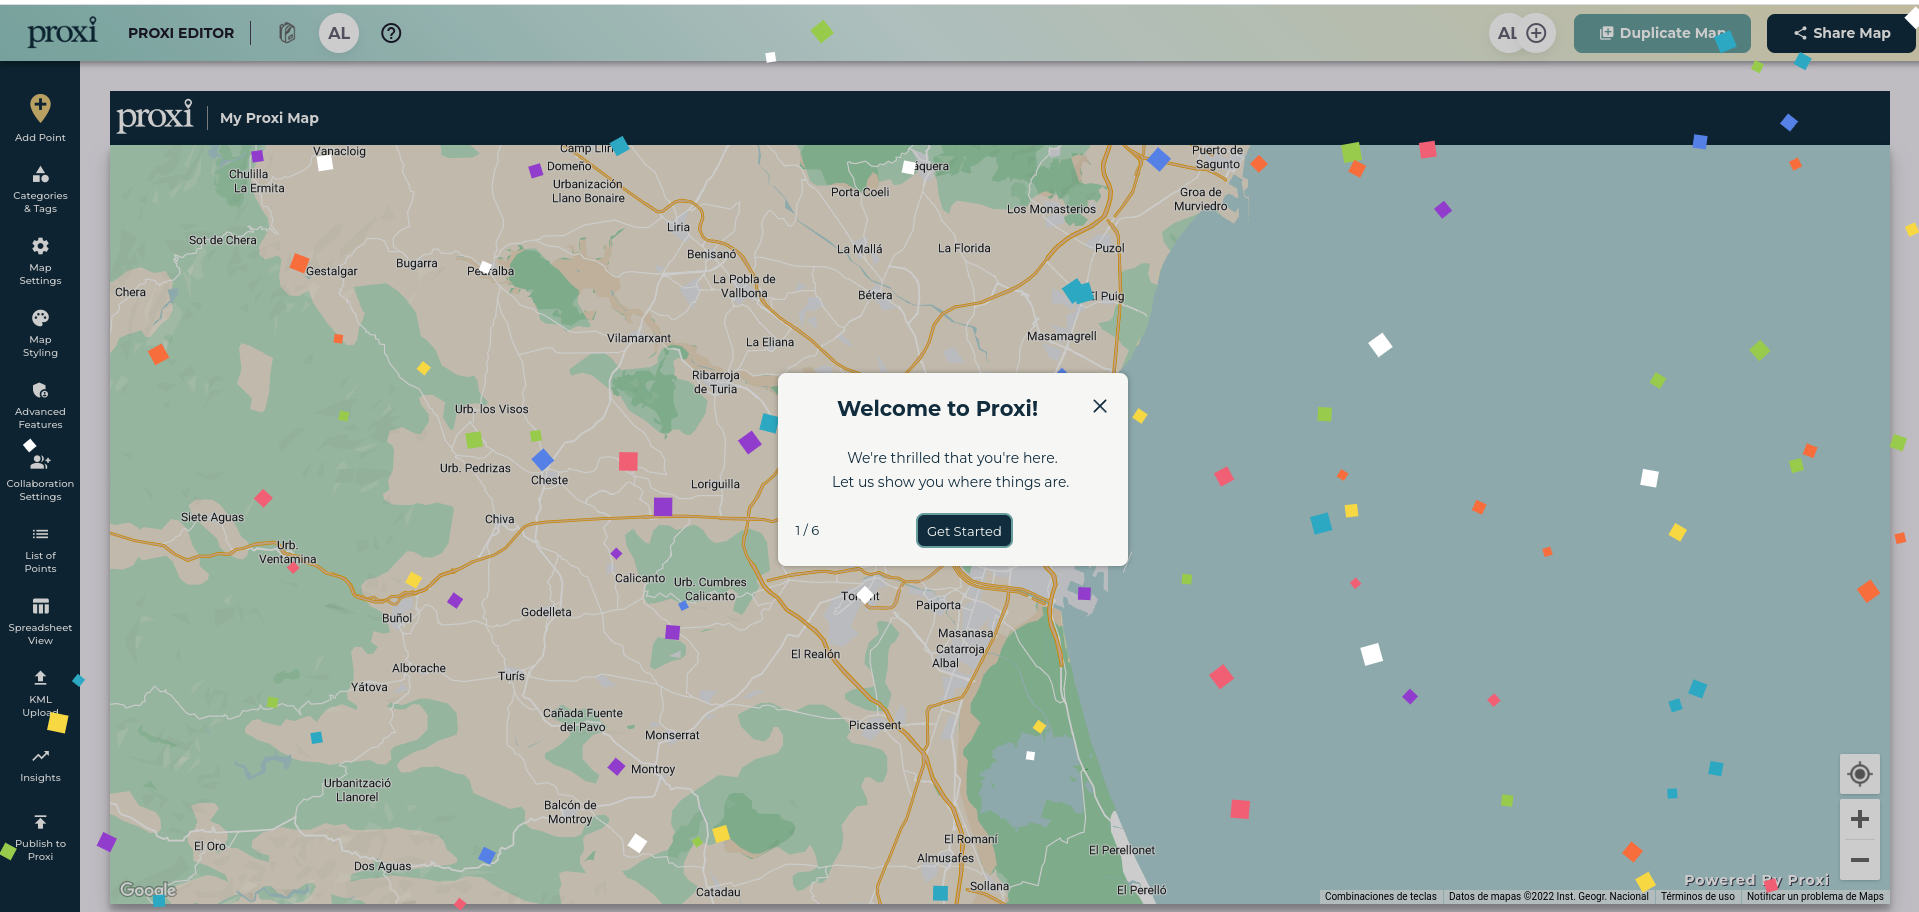 proxi PROXI EDITOR AL AL Duplicate Map Share Map
proxi My Proxi Map
Add Point
Categories
& Tags
Map
Settings
Map
Styling
Advanced
Features
Collaboration
Settings
List of
Points
Spreadsheet
View
KML
Upload
Insights
Publish to
Proxi
Vanacloig
Chulilla
La Ermita
Domeño
Urbanización
Llano Bonaire
Porta Coeli
Puerto de
Sagunto
Groa de
Murviedro
Los Monasterios
Sot de Chera
Liria
Benisanó
La Mallá
La Florida
Puzol
Gestalgar
Bugarra
Chera
La Pobla de
Vallbona
Bétera
El Puig
Vilamarxant
La Eliana
Masamagrell
Ribarroja
de Turia
Urb. los Visos
Urb. Pedrizas
Cheste
Loriguilla
Siete Aguas
Chiva
Urb.
Ventamina
Welcome to Proxi!
We're thrilled that you're here.
Let us show you where things are.
1 / 6 Get Started
Calicanto
Urb. Cumbres
Calicanto
Paiporta
Buñol
Godelleta
Masanasa
Catarroja
Albal
El Realón
Alborache
Turís
Yátova
Cañada Fuente
del Pavo
Picassent
Monserrat
Montroy
Urbanització
Llanorel
Balcón de
Montroy
El Oro
Dos Aguas
El Romaní
Almusafes
El Perellonet
Catadau
Sollana
El Perelló
Google
Powered By Proxi
Combinaciones de teclas Datos de mapas ©2022 Inst. Geogr. Nacional Términos de uso Notificar un problema de Maps